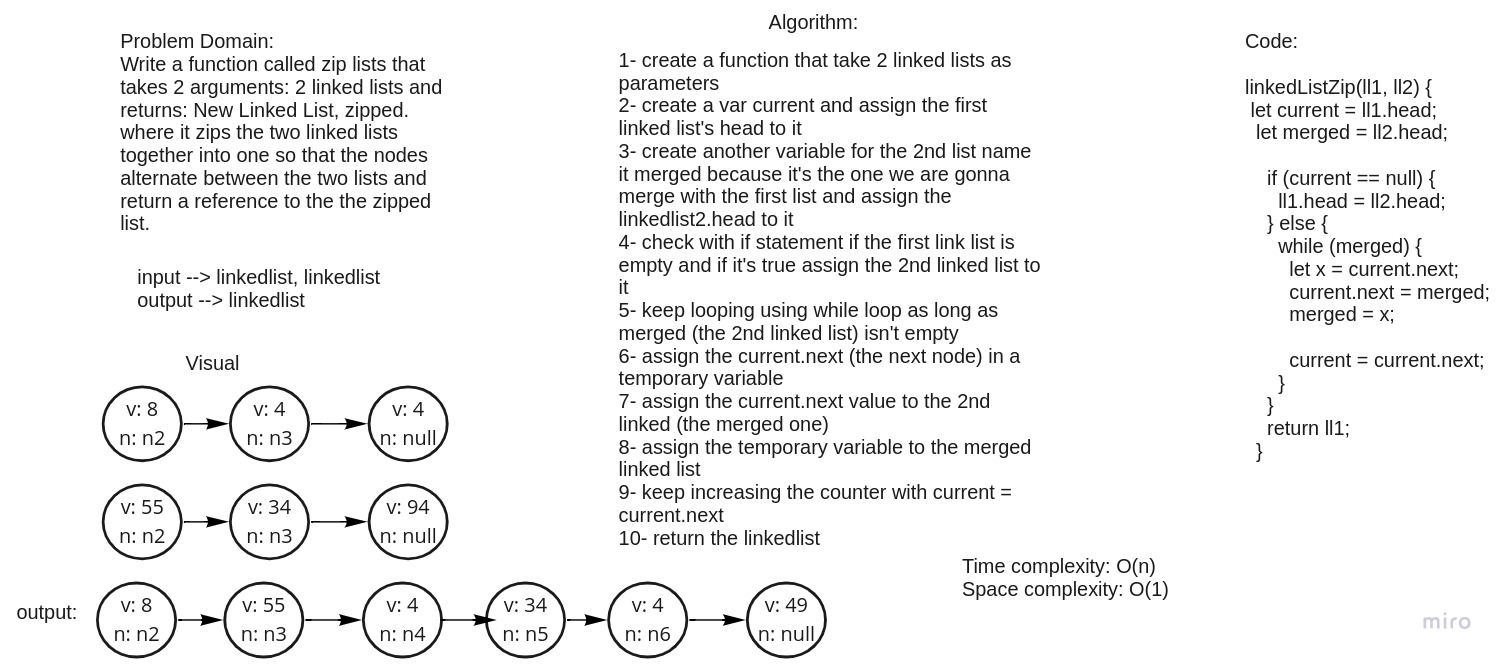 Problem Domain:
Write a function called zip lists that
takes 2 arguments: 2 linked lists and
returns: New Linked List, zipped.
where it zips the two linked lists
together into one so that the nodes
alternate between the two lists and
return a reference to the the zipped
list.
input --> linkedlist, linkedlist
output --> linkedlist
Visual
v: 8
n: n2
v: 4
n: n3
v: 4
n: null
v: 55
n: n2
v: 34
n: n3
v: 94
n: null
output:
v: 8
n: n2
v: 55
n: n3
v: 4
n: n4
v: 34
n: n5
v: 4
n: n6
v: 49
n: null
Algorithm:
1- create a function that take 2 linked lists as
parameters
2- create a var current and assign the first
linked list's head to it
3- create another variable for the 2nd list name
it merged because it's the one we are gonna
merge with the first list and assign the
linkedlist2.head to it
4- check with if statement if the first link list is
empty and if it's true assign the 2nd linked list to
it
5- keep looping using while loop as long as
merged (the 2nd linked list) isn't empty
6- assign the current.next (the next node) in a
temporary variable
7- assign the current.next value to the 2nd
linked (the merged one)
8- assign the temporary variable to the merged
linked list
9- keep increasing the counter with current =
current.next
10- return the linkedlist
Time complexity: O(n)
Space complexity: O(1)
Code:
linkedListZip(ll1, ll2) {
let current = ll1.head;
let merged = ll2.head;
if (current == null) {
ll1.head = ll2.head;
} else {
while (merged) {
let x = current.next;
current.next = merged;
merged = x;
current = current.next;
}
}
return ll1;
}
miro